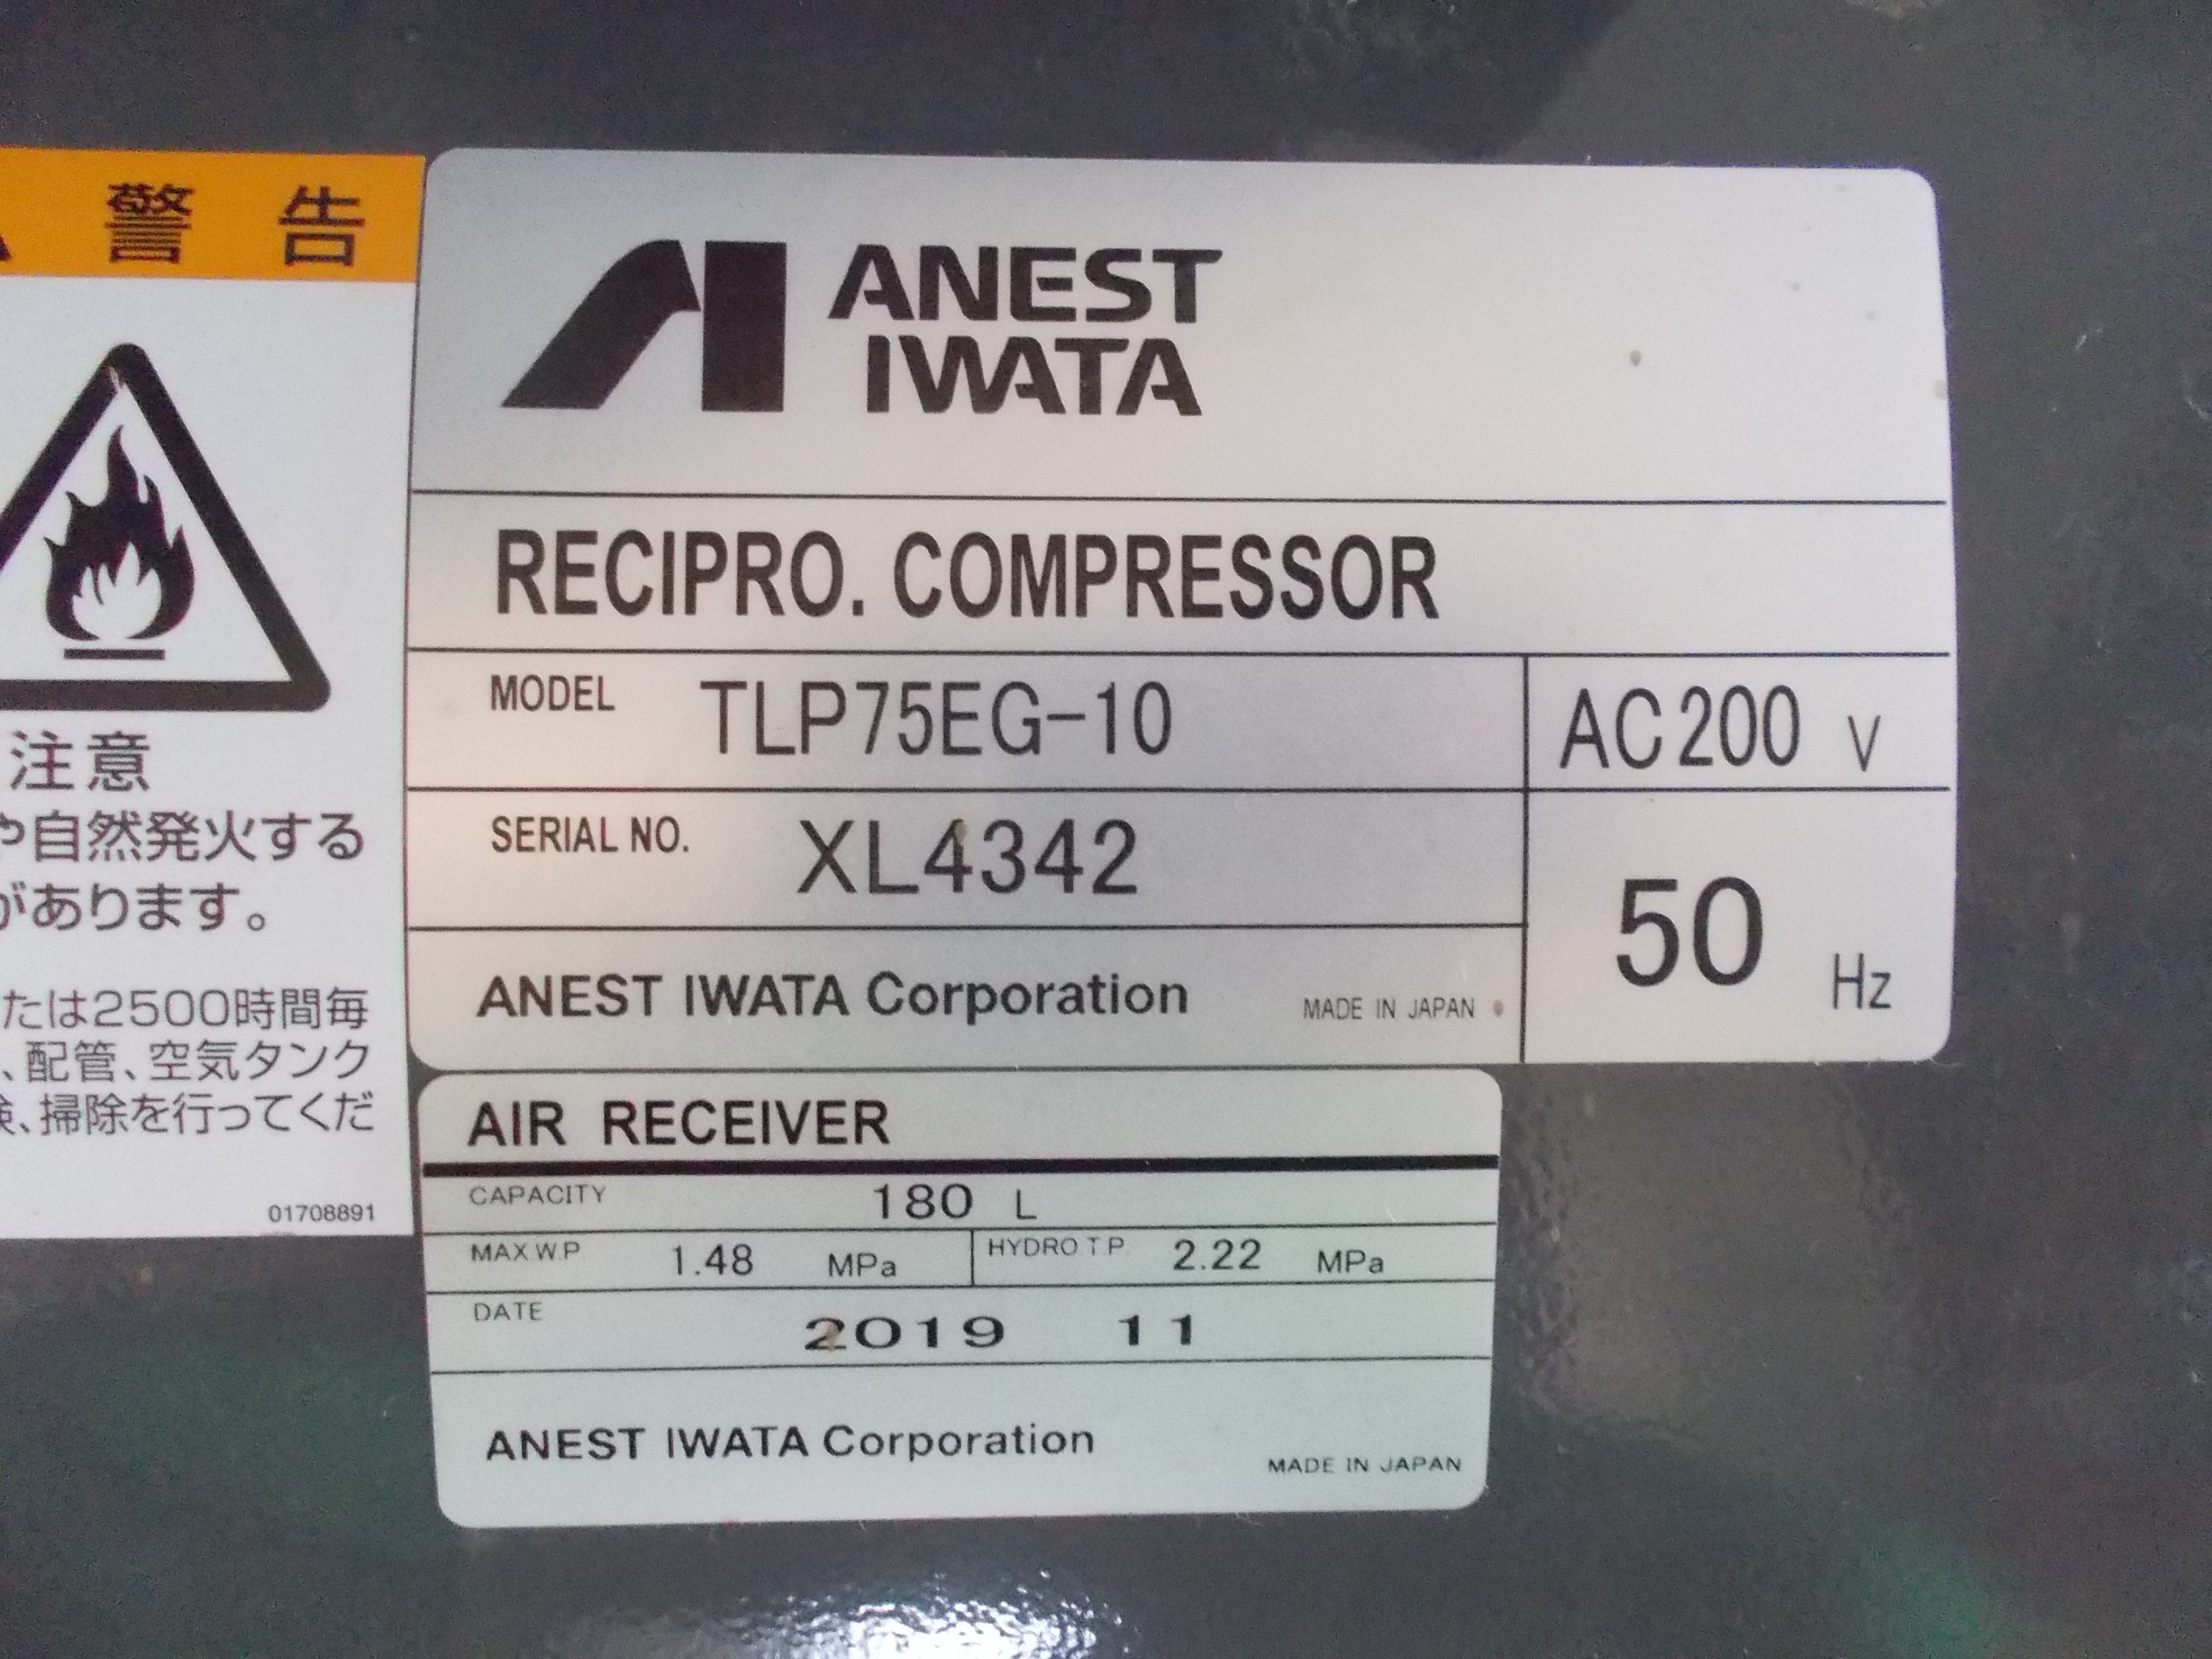 警告
注意
や自然発火する
があります。
たは2500時間毎
、配管、空気タンク
、掃除を行ってくだ
01708891
ANEST
IWATA
RECIPRO. COMPRESSOR
MODEL TLP75EG-10 AC200 V
SERIAL NO. XL4342
50 Hz
ANEST IWATA Corporation MADE IN JAPAN
AIR RECEIVER
CAPACITY 180 L
MAX.W.P. 1.48 MPa HYDRO.T.P. 2.22 MPa
DATE 2019 11
ANEST IWATA Corporation
MADE IN JAPAN